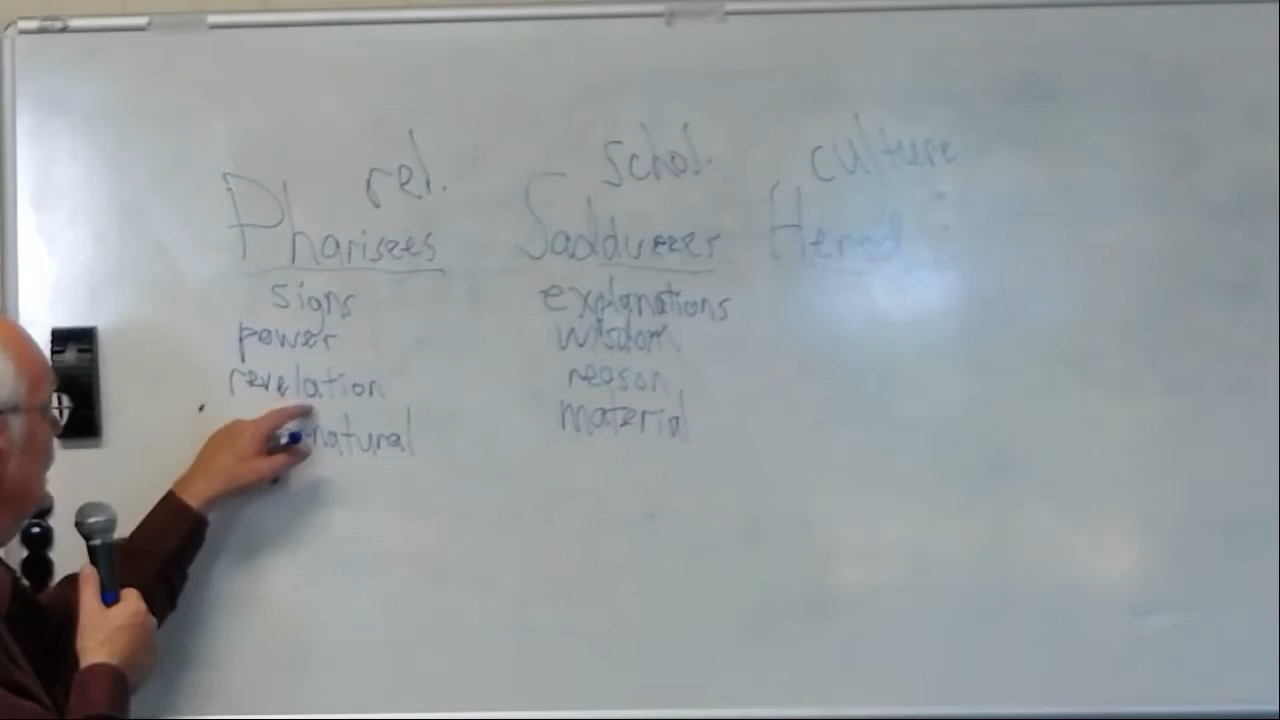 rel. schol. culture
Pharisees Sadducees Herod
signs explanations
power wisdom
revelation reason
natural material